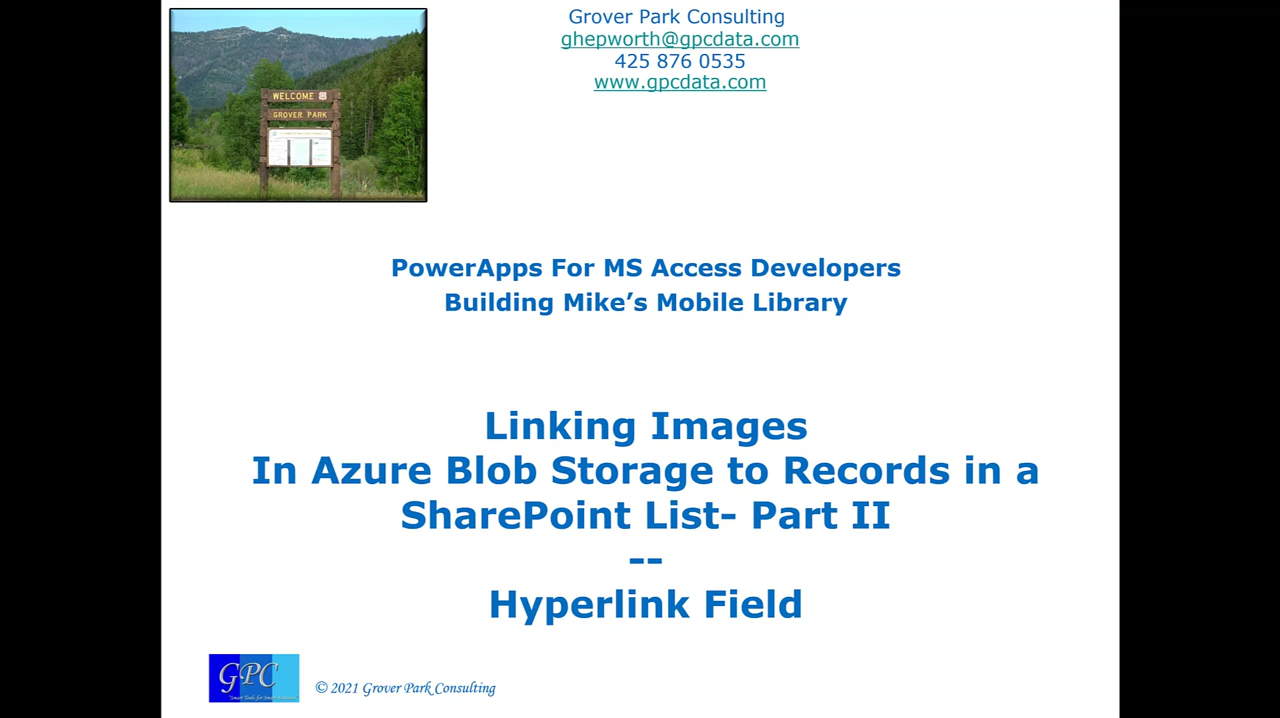 Grover Park Consulting
ghepworth@gpcdata.com
425 876 0535
www.gpcdata.com
WELCOME
GROVER PARK
PowerApps For MS Access Developers
Building Mike’s Mobile Library
Linking Images
In Azure Blob Storage to Records in a
SharePoint List- Part II
--
Hyperlink Field
GPC
© 2021 Grover Park Consulting